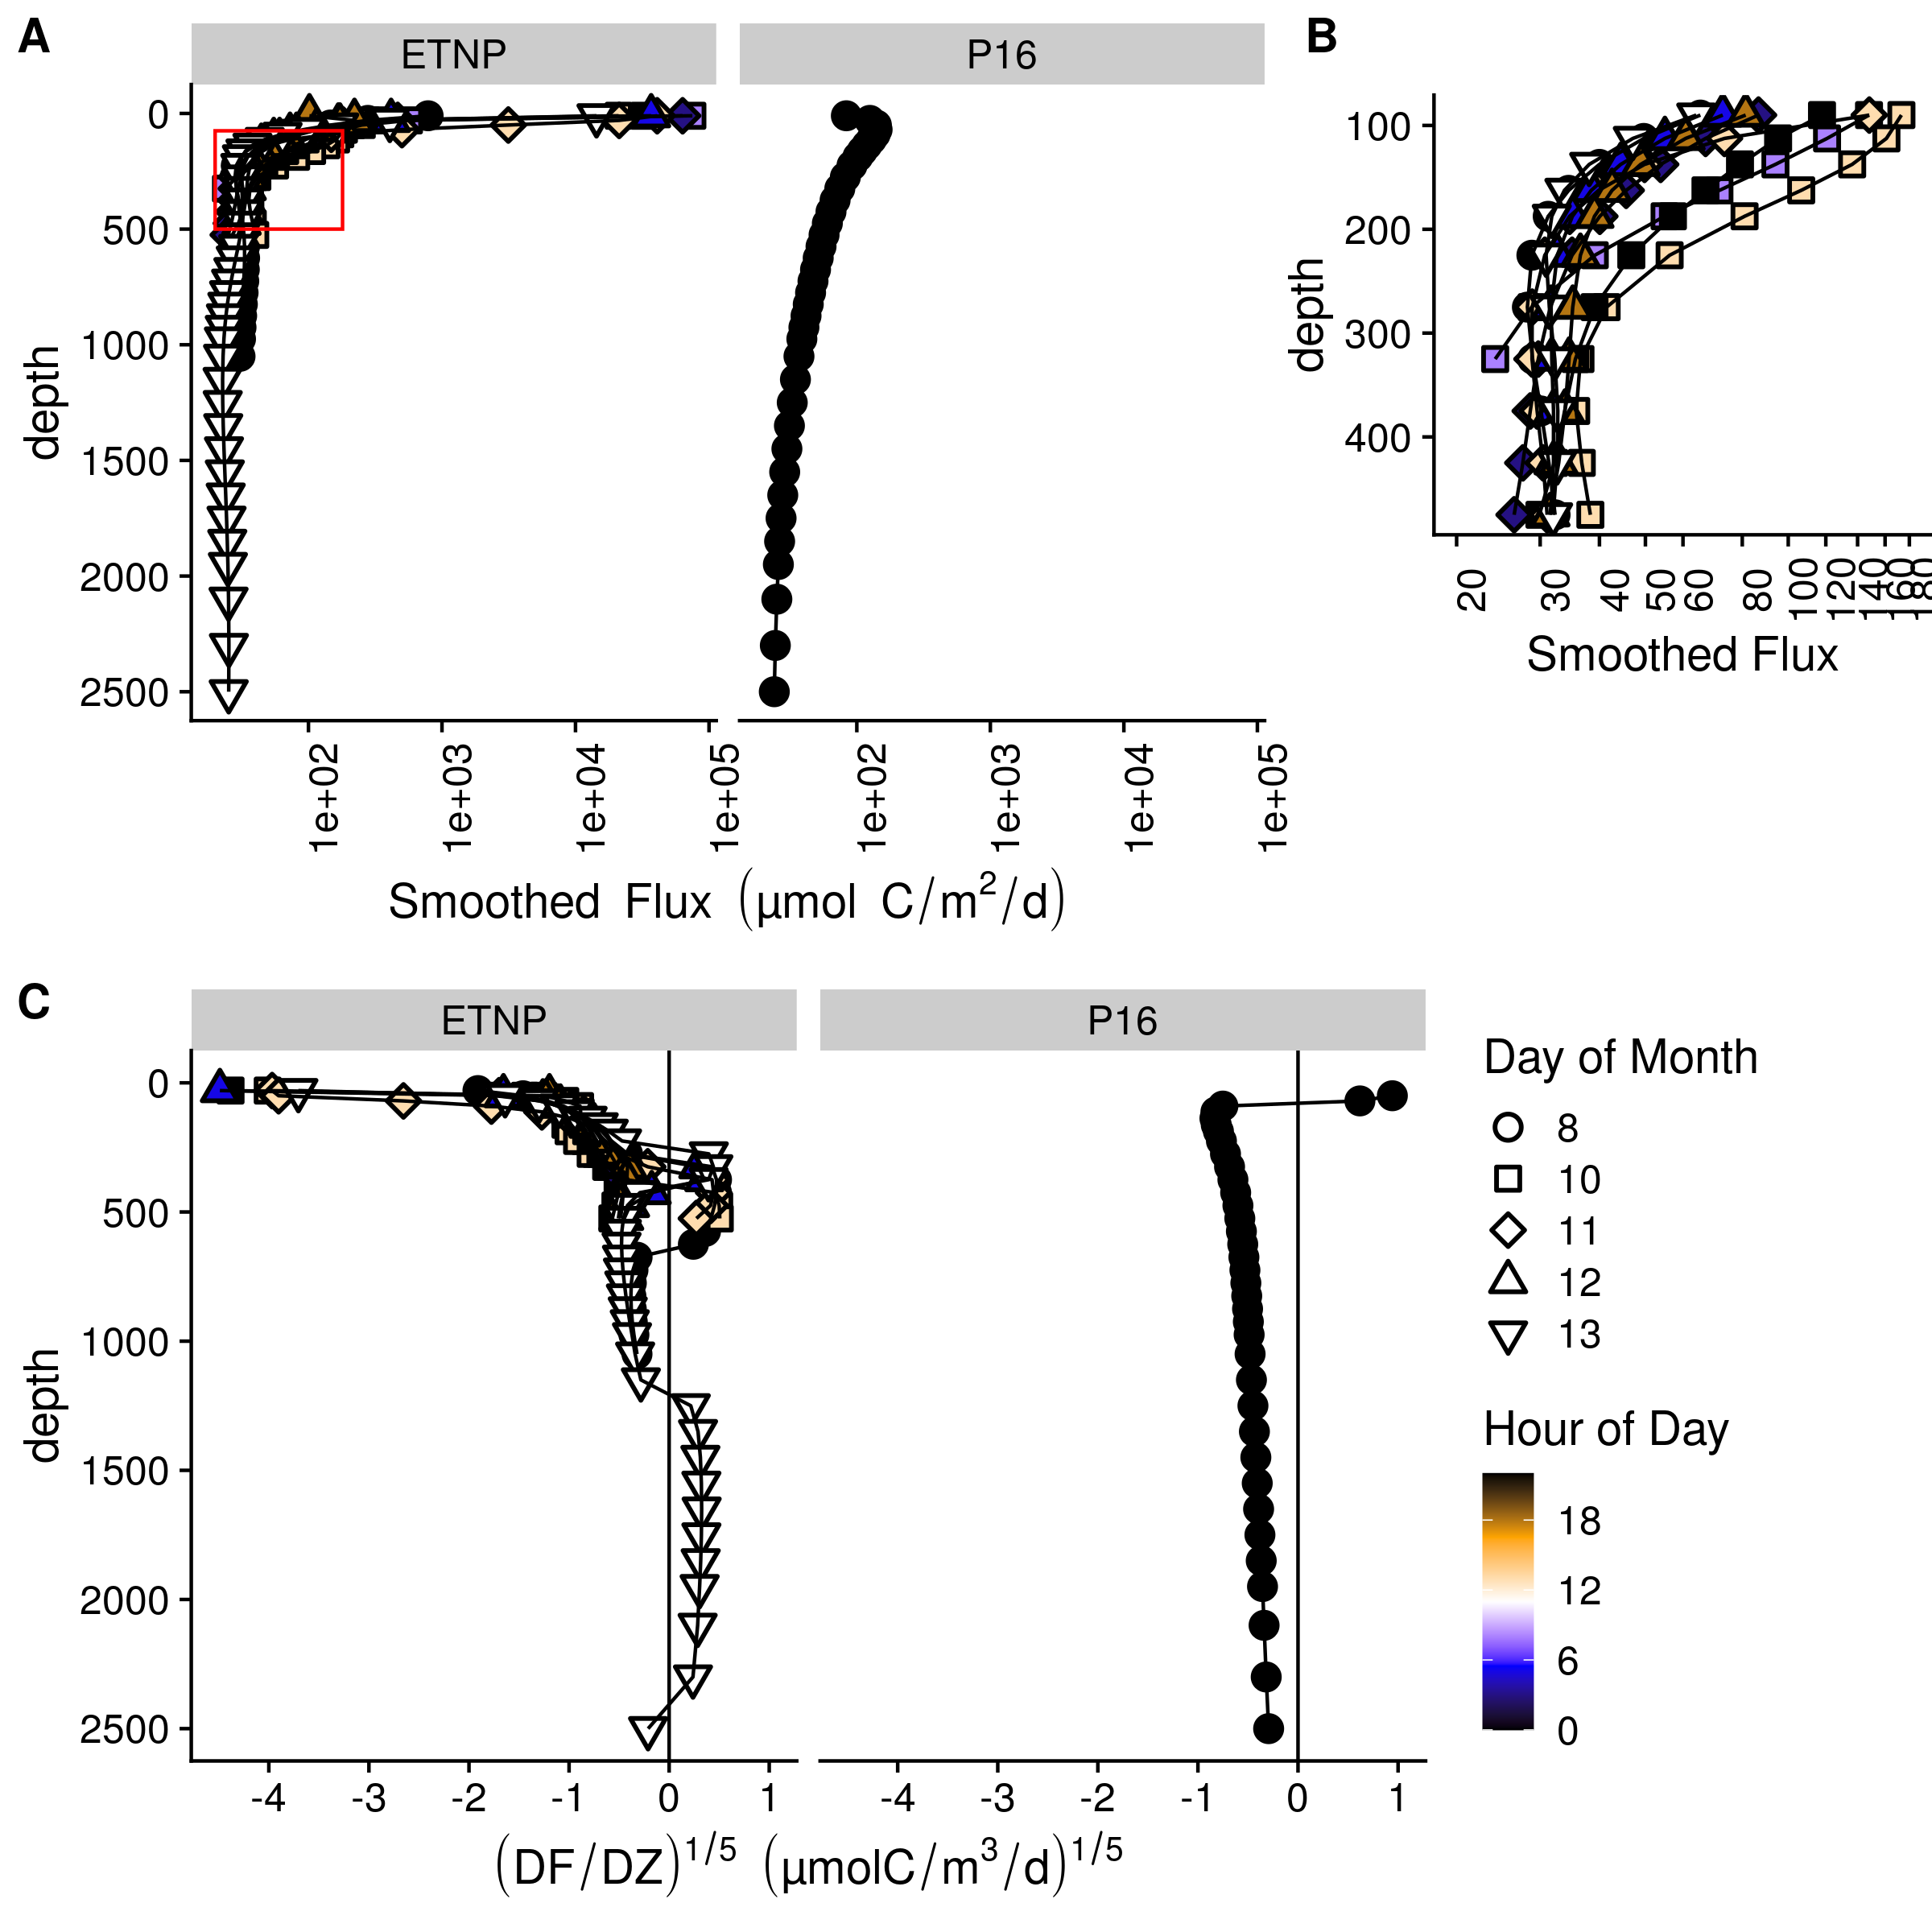 A
ETNP
P16
0
500
1000
1500
2000
2500
depth
1e+02
1e+03
1e+04
1e+05
1e+02
1e+03
1e+04
1e+05
Smoothed Flux (µmol C/m²/d)
B
100
200
300
400
depth
20
30
40
50
60
80
100
120
140
160
180
Smoothed Flux
C
ETNP
P16
0
500
1000
1500
2000
2500
depth
-4 -3 -2 -1 0 1
-4 -3 -2 -1 0 1
(DF/DZ)^1/5 (µmolC/m³/d)^1/5
Day of Month
8
10
11
12
13
Hour of Day
18
12
6
0